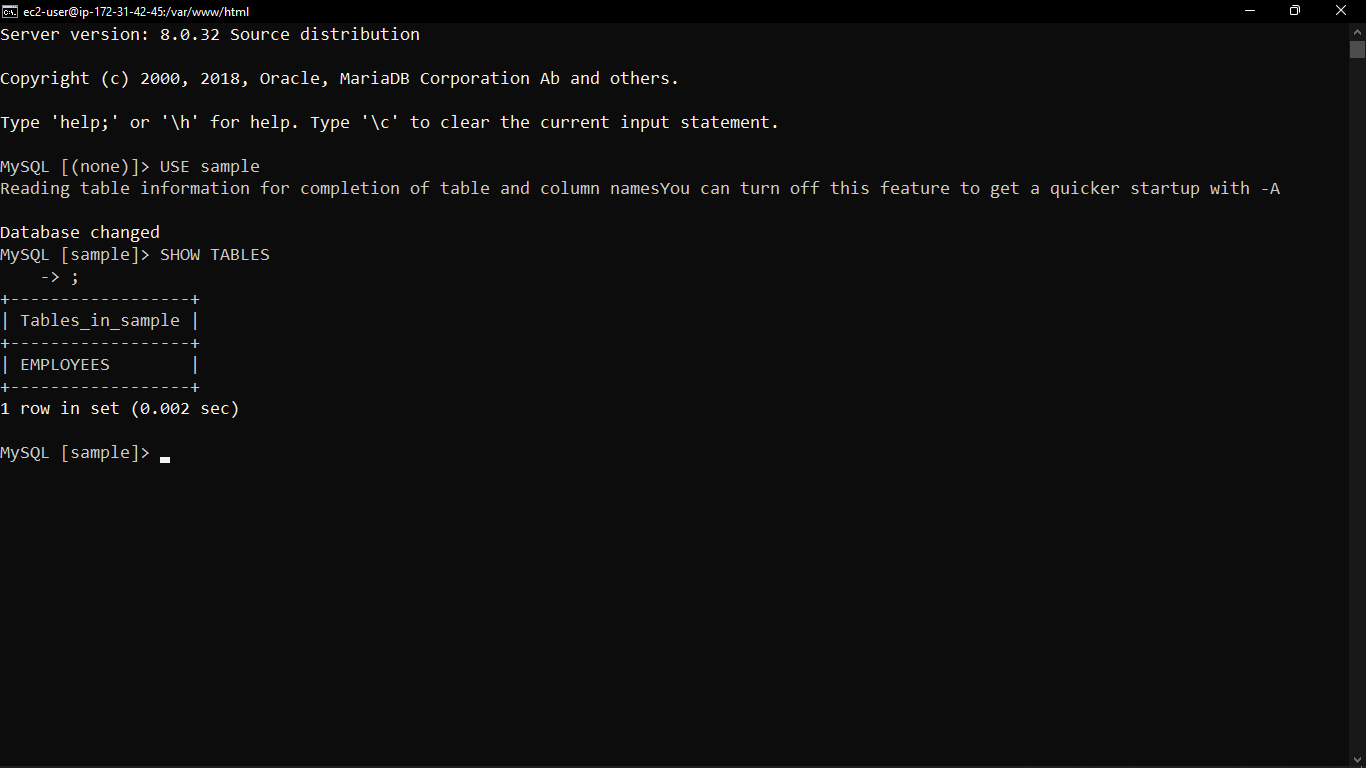 ec2-user@ip-172-31-42-45:/var/www/html
Server version: 8.0.32 Source distribution
Copyright (c) 2000, 2018, Oracle, MariaDB Corporation Ab and others.
Type 'help;' or '\h' for help. Type '\c' to clear the current input statement.
MySQL [(none)]> USE sample
Reading table information for completion of table and column namesYou can turn off this feature to get a quicker startup with -A
Database changed
MySQL [sample]> SHOW TABLES
    -> ;
+------------------+
| Tables_in_sample |
+------------------+
| EMPLOYEES        |
+------------------+
1 row in set (0.002 sec)
MySQL [sample]>